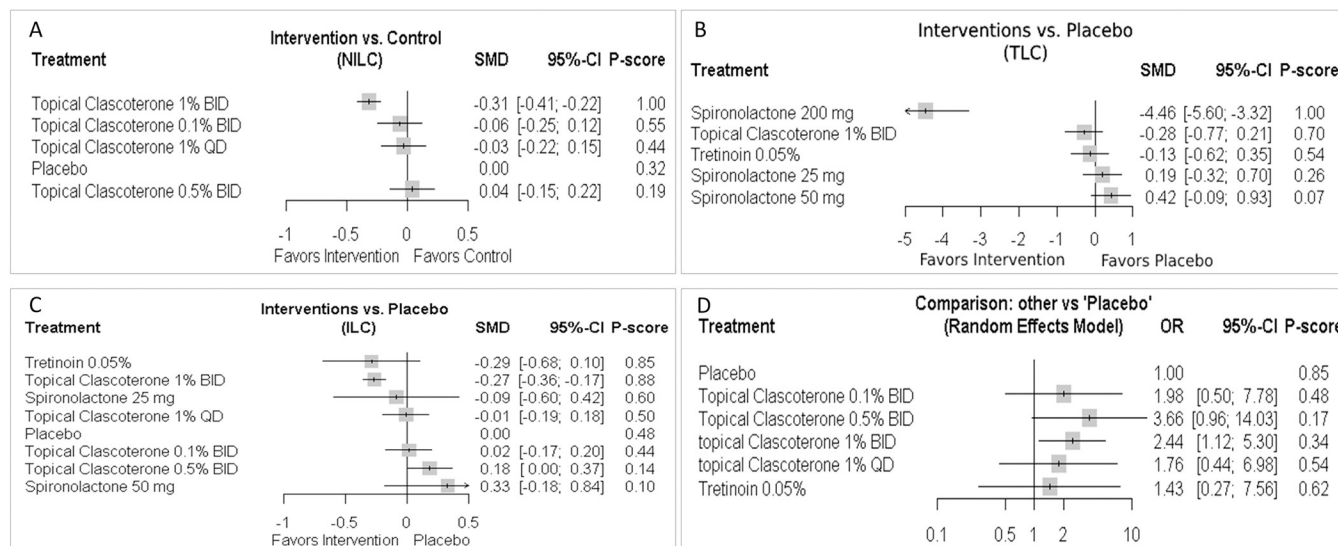 A
Intervention vs. Control
(NILC)
Treatment SMD 95%-CI P-score
Topical Clascoterone 1% BID -0.31 [-0.41; -0.22] 1.00
Topical Clascoterone 0.1% BID -0.06 [-0.25; 0.12] 0.55
Topical Clascoterone 1% QD -0.03 [-0.22; 0.15] 0.44
Placebo 0.00 0.32
Topical Clascoterone 0.5% BID 0.04 [-0.15; 0.22] 0.19
-1 -0.5 0 0.5
Favors Intervention Favors Control
B
Interventions vs. Placebo
(TLC)
Treatment SMD 95%-CI P-score
Spironolactone 200 mg -4.46 [-5.60; -3.32] 1.00
Topical Clascoterone 1% BID -0.28 [-0.77; 0.21] 0.70
Tretinoin 0.05% -0.13 [-0.62; 0.35] 0.54
Spironolactone 25 mg 0.19 [-0.32; 0.70] 0.26
Spironolactone 50 mg 0.42 [-0.09; 0.93] 0.07
-5 -4 -3 -2 -1 0 1
Favors Intervention Favors Placebo
C
Interventions vs. Placebo
(ILC)
Treatment SMD 95%-CI P-score
Tretinoin 0.05% -0.29 [-0.68; 0.10] 0.85
Topical Clascoterone 1% BID -0.27 [-0.36; -0.17] 0.88
Spironolactone 25 mg -0.09 [-0.60; 0.42] 0.60
Topical Clascoterone 1% QD -0.01 [-0.19; 0.18] 0.50
Placebo 0.00 0.48
Topical Clascoterone 0.1% BID 0.02 [-0.17; 0.20] 0.44
Topical Clascoterone 0.5% BID 0.18 [0.00; 0.37] 0.14
Spironolactone 50 mg 0.33 [-0.18; 0.84] 0.10
-1 -0.5 0 0.5
Favors Intervention Placebo
D
Comparison: other vs 'Placebo'
Treatment (Random Effects Model) OR 95%-CI P-score
Placebo 1.00 0.85
Topical Clascoterone 0.1% BID 1.98 [0.50; 7.78] 0.48
Topical Clascoterone 0.5% BID 3.66 [0.96; 14.03] 0.17
topical Clascoterone 1% BID 2.44 [1.12; 5.30] 0.34
topical Clascoterone 1% QD 1.76 [0.44; 6.98] 0.54
Tretinoin 0.05% 1.43 [0.27; 7.56] 0.62
0.1 0.5 1 2 10